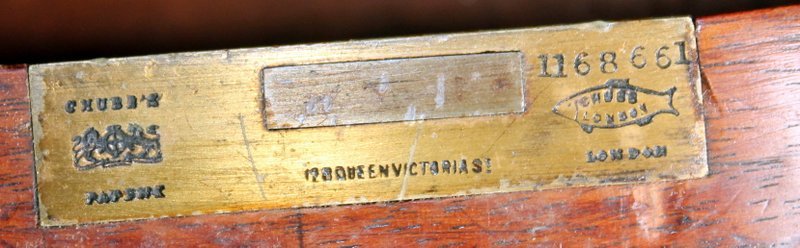 CHUBB'S
PATENT
128 QUEEN VICTORIA ST
1168661
CHUBB
LONDON
LONDON